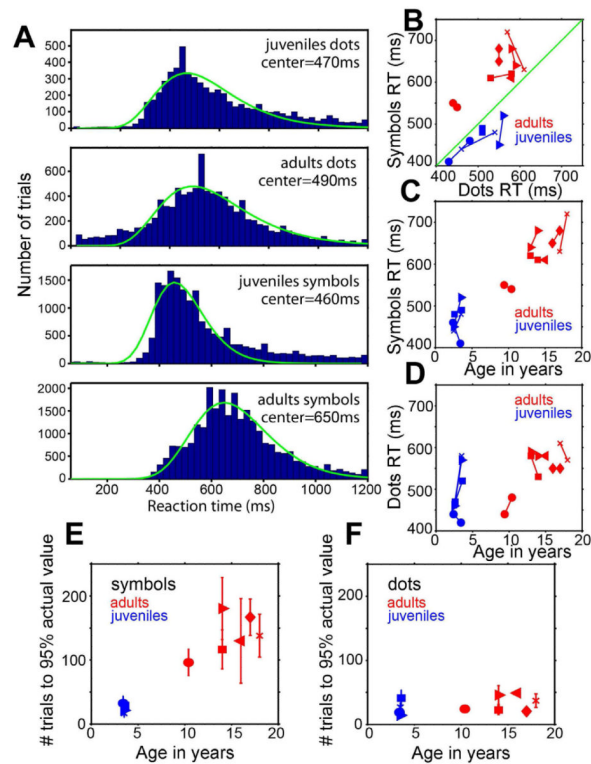 A
juveniles dots
center=470ms
500
400
300
200
100
0
adults dots
center=490ms
600
400
200
0
Number of trials
juveniles symbols
center=460ms
1500
1000
500
0
adults symbols
center=650ms
2000
1500
1000
500
0
200 400 600 800 1000 1200
Reaction time (ms)
B
Symbols RT (ms)
700
600
500
400
adults
juveniles
400 500 600 700
Dots RT (ms)
C
Symbols RT (ms)
700
600
500
400
adults
juveniles
0 5 10 15 20
Age in years
D
Dots RT (ms)
700
600
500
400
adults
juveniles
0 5 10 15 20
Age in years
E
symbols
adults
juveniles
# trials to 95% actual value
200
100
0
0 5 10 15 20
Age in years
F
dots
adults
juveniles
# trials to 95% actual value
200
100
0
0 5 10 15 20
Age in years